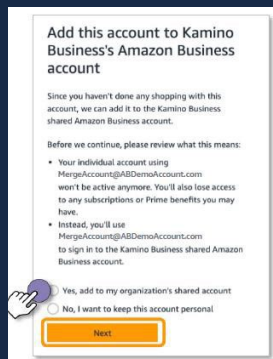 Add this account to Kamino
Business's Amazon Business
account
Since you haven't done any shopping with this
account, we can add it to the Kamino Business
shared Amazon Business account.
Before we continue, please review what this means:
• Your individual account using
MergeAccount@ABDemoAccount.com
won't be active anymore. You'll also lose access
to any subscriptions or Prime benefits you may
have.
• Instead, you'll use
MergeAccount@ABDemoAccount.com
to sign in to the Kamino Business shared Amazon
Business account.
Yes, add to my organization's shared account
No, I want to keep this account personal
Next